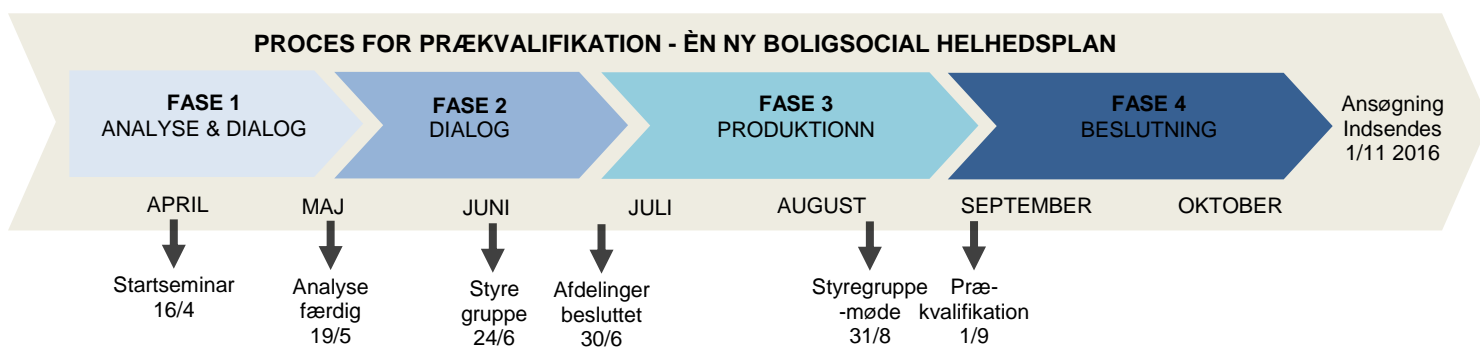 PROCES FOR PRÆKVALIFIKATION - ÈN NY BOLIGSOCIAL HELHEDSPLAN
FASE 1
ANALYSE & DIALOG
FASE 2
DIALOG
FASE 3
PRODUKTIONN
FASE 4
BESLUTNING
Ansøgning
Indsendes
1/11 2016
APRIL
MAJ
JUNI
JULI
AUGUST
SEPTEMBER
OKTOBER
Startseminar
16/4
Analyse
færdig
19/5
Styre
gruppe
24/6
Afdelinger
besluttet
30/6
Styregruppe
-møde
31/8
Præ-
kvalifikation
1/9